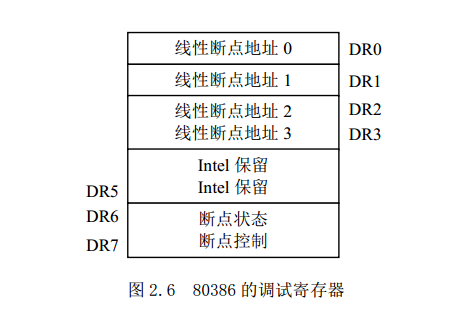 线性断点地址 0 DR0
线性断点地址 1 DR1
线性断点地址 2 DR2
线性断点地址 3 DR3
Intel 保留
DR5 Intel 保留
DR6 断点状态
DR7 断点控制
图 2.6 80386 的调试寄存器